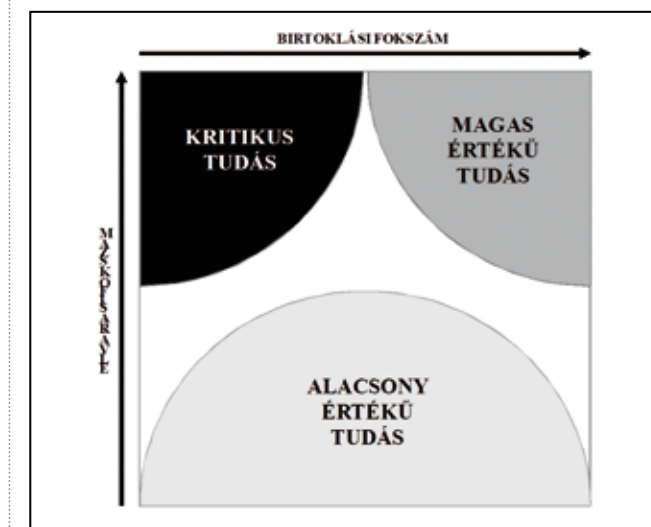 BIRTOKLÁSI FOKSZÁM
KRITIKUS
TUDÁS
MAGAS
ÉRTÉKŰ
TUDÁS
ALACSONY
ÉRTÉKŰ
TUDÁS